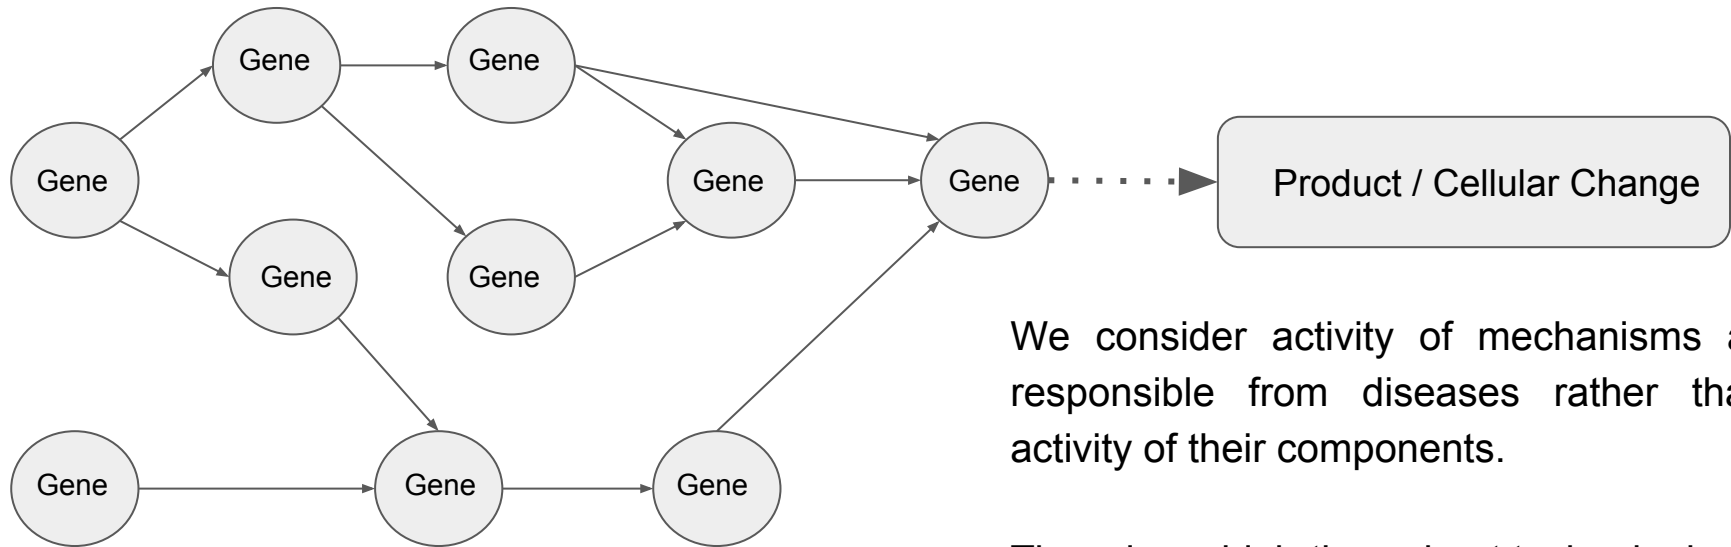 Gene
Gene
Gene
Gene
Gene
Gene
Product / Cellular Change
Gene
Gene
Gene
Gene
Gene
We consider activity of mechanisms
responsible from diseases rather
activity of their components.